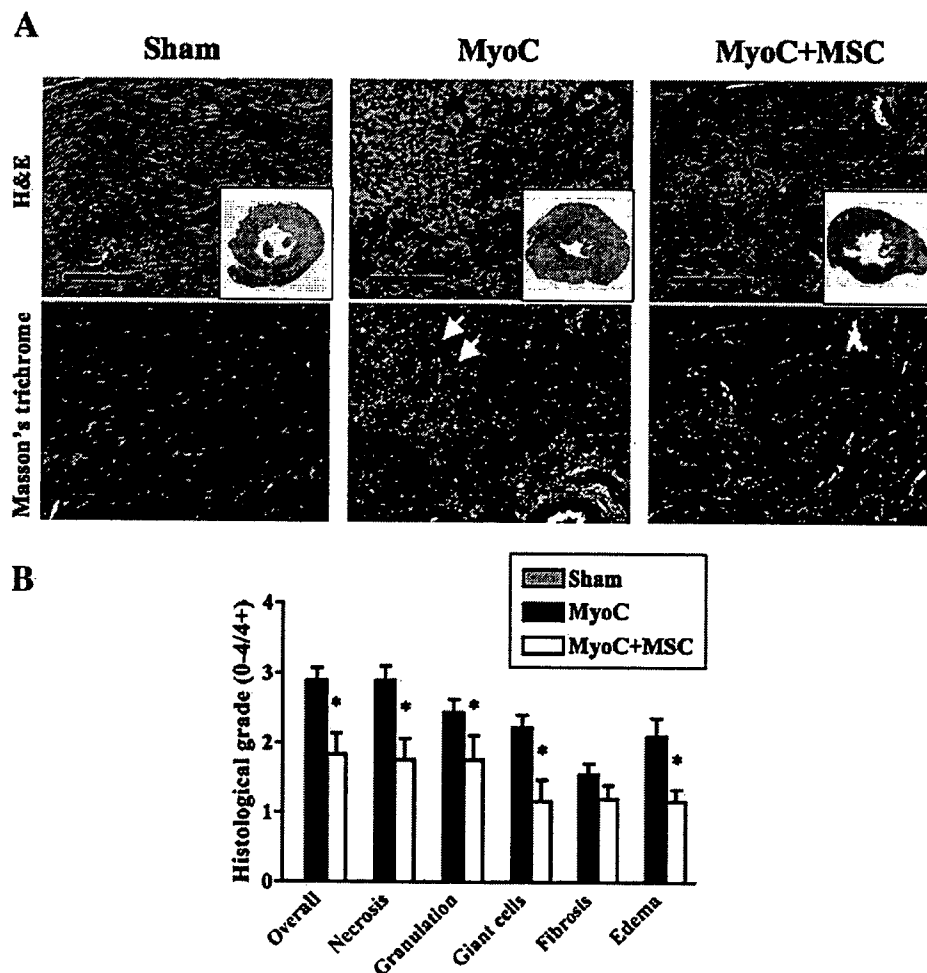 A
Sham
MyoC
MyoC+MSC
H&E
Masson's trichrome
B
Sham
MyoC
MyoC+MSC
Histological grade (0-4/4+)
4
3
2
1
0
* * * * *
Overall
Necrosis
Granulation
Giant cells
Fibrosis
Edema